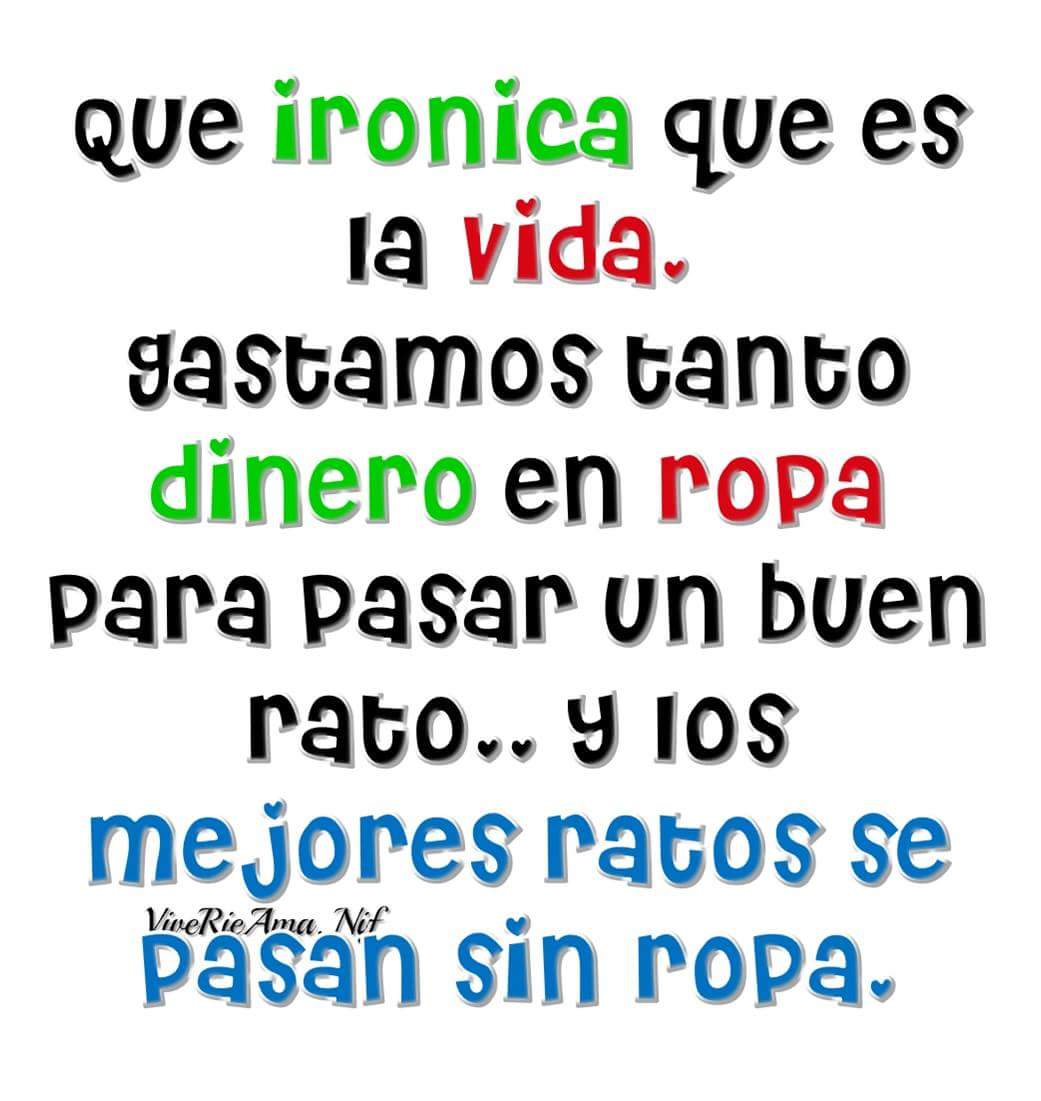 que ironica que es
la vida.
gastamos tanto
dinero en ropa
para pasar un buen
rato.. y los
mejores ratos se
ViveRieAma. Njf
pasan sin ropa.